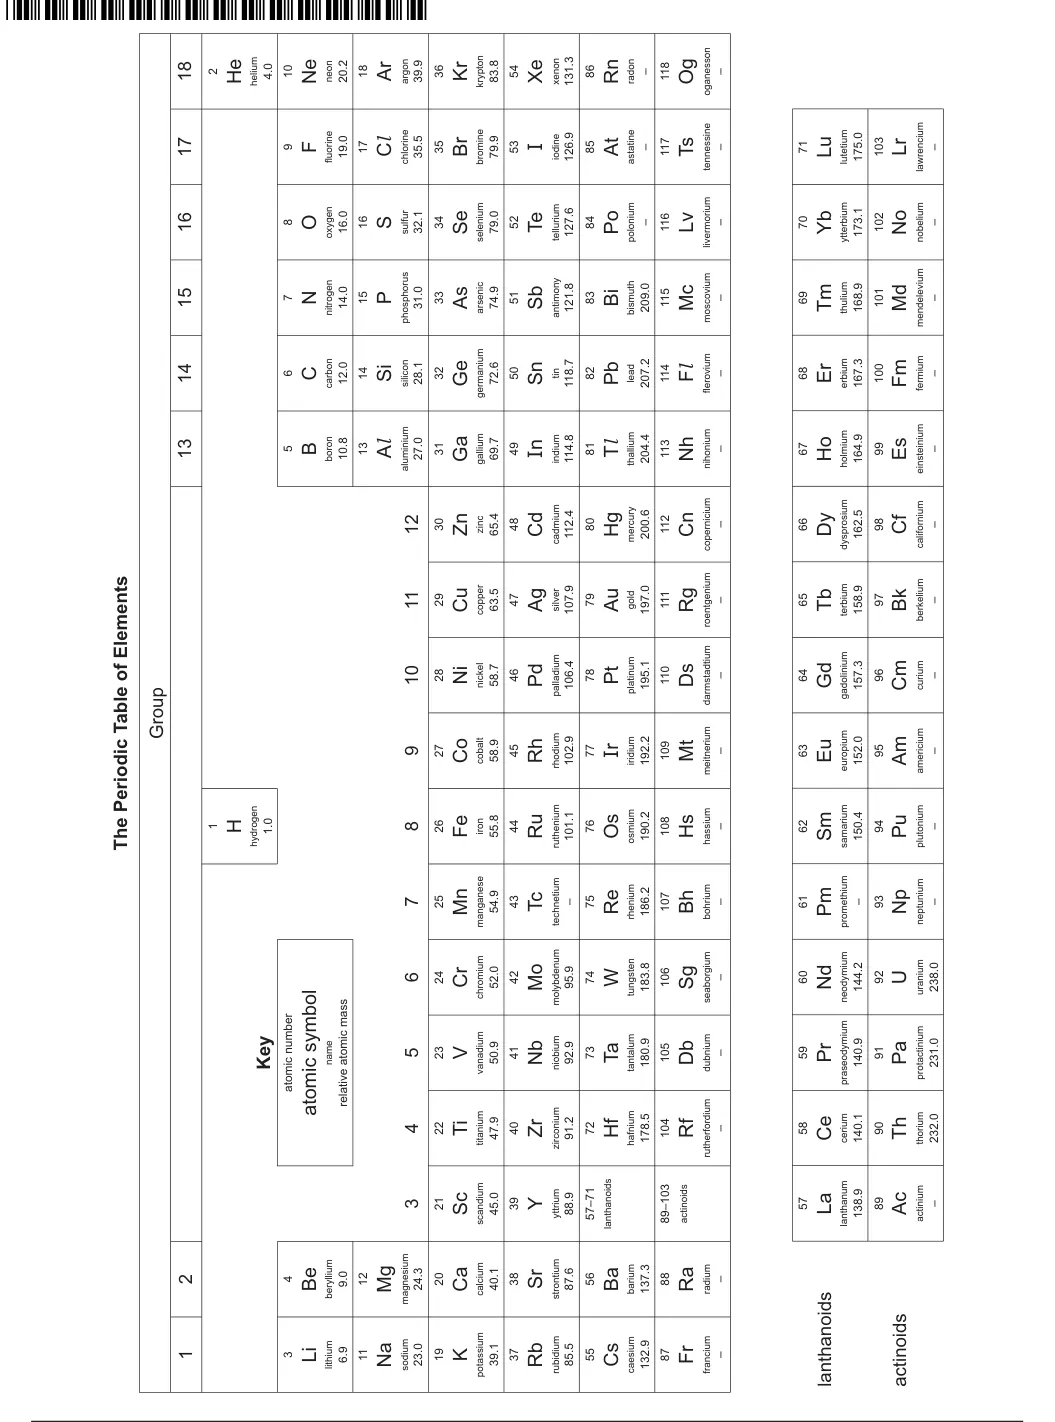 The Periodic Table of Elements
Group
1 2 3 4 5 6 7 8 9 10 11 12 13 14 15 16 17 18
Key
atomic number
atomic symbol
name
relative atomic mass
1 H hydrogen 1.0
2 He helium 4.0
3 Li lithium 6.9
4 Be beryllium 9.0
5 B boron 10.8
6 C carbon 12.0
7 N nitrogen 14.0
8 O oxygen 16.0
9 F fluorine 19.0
10 Ne neon 20.2
11 Na sodium 23.0
12 Mg magnesium 24.3
13 Al aluminium 27.0
14 Si silicon 28.1
15 P phosphorus 31.0
16 S sulfur 32.1
17 Cl chlorine 35.5
18 Ar argon 39.9
19 K potassium 39.1
20 Ca calcium 40.1
21 Sc scandium 45.0
22 Ti titanium 47.9
23 V vanadium 50.9
24 Cr chromium 52.0
25 Mn manganese 54.9
26 Fe iron 55.8
27 Co cobalt 58.9
28 Ni nickel 58.7
29 Cu copper 63.5
30 Zn zinc 65.4
31 Ga gallium 69.7
32 Ge germanium 72.6
33 As arsenic 74.9
34 Se selenium 79.0
35 Br bromine 79.9
36 Kr krypton 83.8
37 Rb rubidium 85.5
38 Sr strontium 87.6
39 Y yttrium 88.9
40 Zr zirconium 91.2
41 Nb niobium 92.9
42 Mo molybdenum 95.9
43 Tc technetium –
44 Ru ruthenium 101.1
45 Rh rhodium 102.9
46 Pd palladium 106.4
47 Ag silver 107.9
48 Cd cadmium 112.4
49 In indium 114.8
50 Sn tin 118.7
51 Sb antimony 121.8
52 Te tellurium 127.6
53 I iodine 126.9
54 Xe xenon 131.3
55 Cs caesium 132.9
56 Ba barium 137.3
57–71 lanthanoids
72 Hf hafnium 178.5
73 Ta tantalum 180.9
74 W tungsten 183.8
75 Re rhenium 186.2
76 Os osmium 190.2
77 Ir iridium 192.2
78 Pt platinum 195.1
79 Au gold 197.0
80 Hg mercury 200.6
81 Tl thallium 204.4
82 Pb lead 207.2
83 Bi bismuth 209.0
84 Po polonium –
85 At astatine –
86 Rn radon –
87 Fr francium –
88 Ra radium –
89–103 actinoids
104 Rf rutherfordium –
105 Db dubnium –
106 Sg seaborgium –
107 Bh bohrium –
108 Hs hassium –
109 Mt meitnerium –
110 Ds darmstadtium –
111 Rg roentgenium –
112 Cn copernicium –
113 Nh nihonium –
114 Fl flerovium –
115 Mc moscovium –
116 Lv livermorium –
117 Ts tennessine –
118 Og oganesson –
lanthanoids
57 La lanthanum 138.9
58 Ce cerium 140.1
59 Pr praseodymium 140.9
60 Nd neodymium 144.2
61 Pm promethium –
62 Sm samarium 150.4
63 Eu europium 152.0
64 Gd gadolinium 157.3
65 Tb terbium 158.9
66 Dy dysprosium 162.5
67 Ho holmium 164.9
68 Er erbium 167.3
69 Tm thulium 168.9
70 Yb ytterbium 173.1
71 Lu lutetium 175.0
actinoids
89 Ac actinium –
90 Th thorium 232.0
91 Pa protactinium 231.0
92 U uranium 238.0
93 Np neptunium –
94 Pu plutonium –
95 Am americium –
96 Cm curium –
97 Bk berkelium –
98 Cf californium –
99 Es einsteinium –
100 Fm fermium –
101 Md mendelevium –
102 No nobelium –
103 Lr lawrencium –